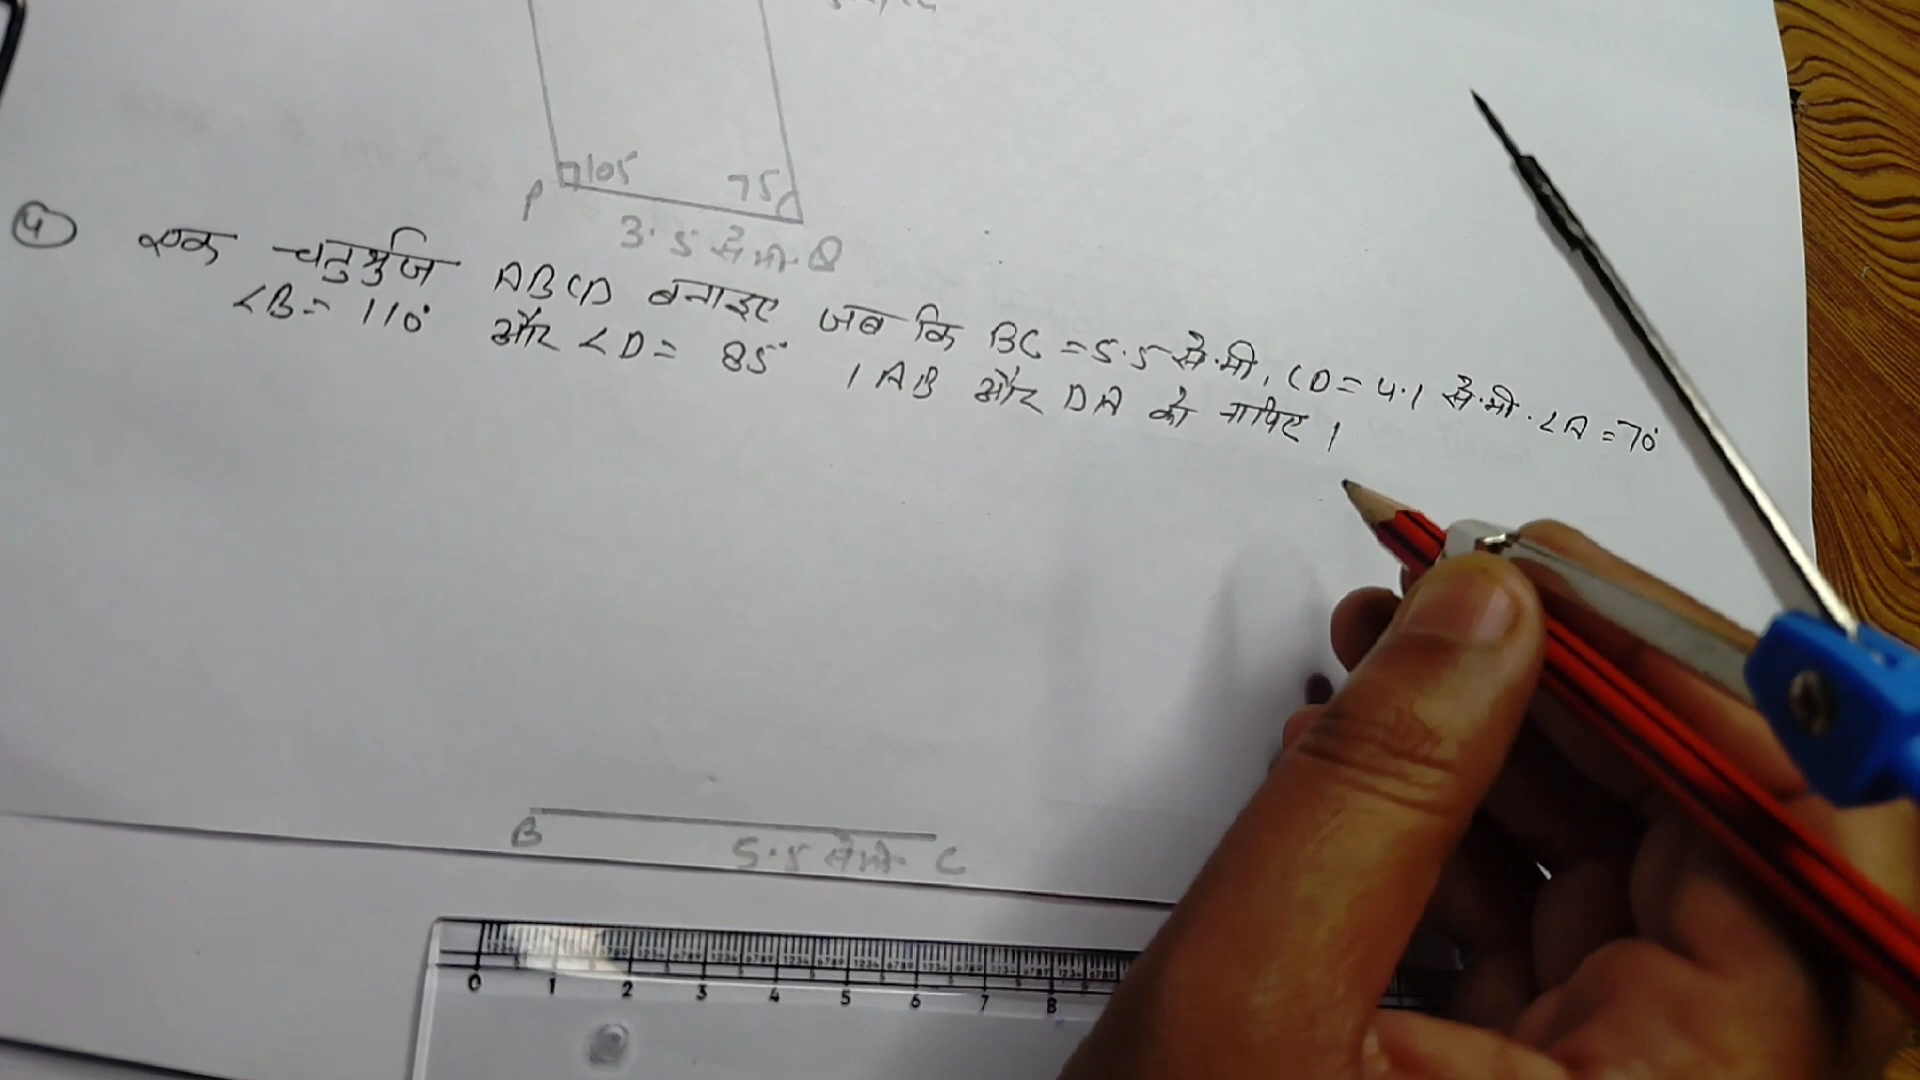 105
75
P
3.5 से.मी. Q
4
एक चतुर्भुज ABCD बनाइए जब कि BC = 5.5 से.मी, CD = 4.1 से.मी. <A = 70°
<B = 110° और <D = 85° । AB और DA को नापिए ।
B
5.5 सेमी. C
0 1 2 3 4 5 6 7 8